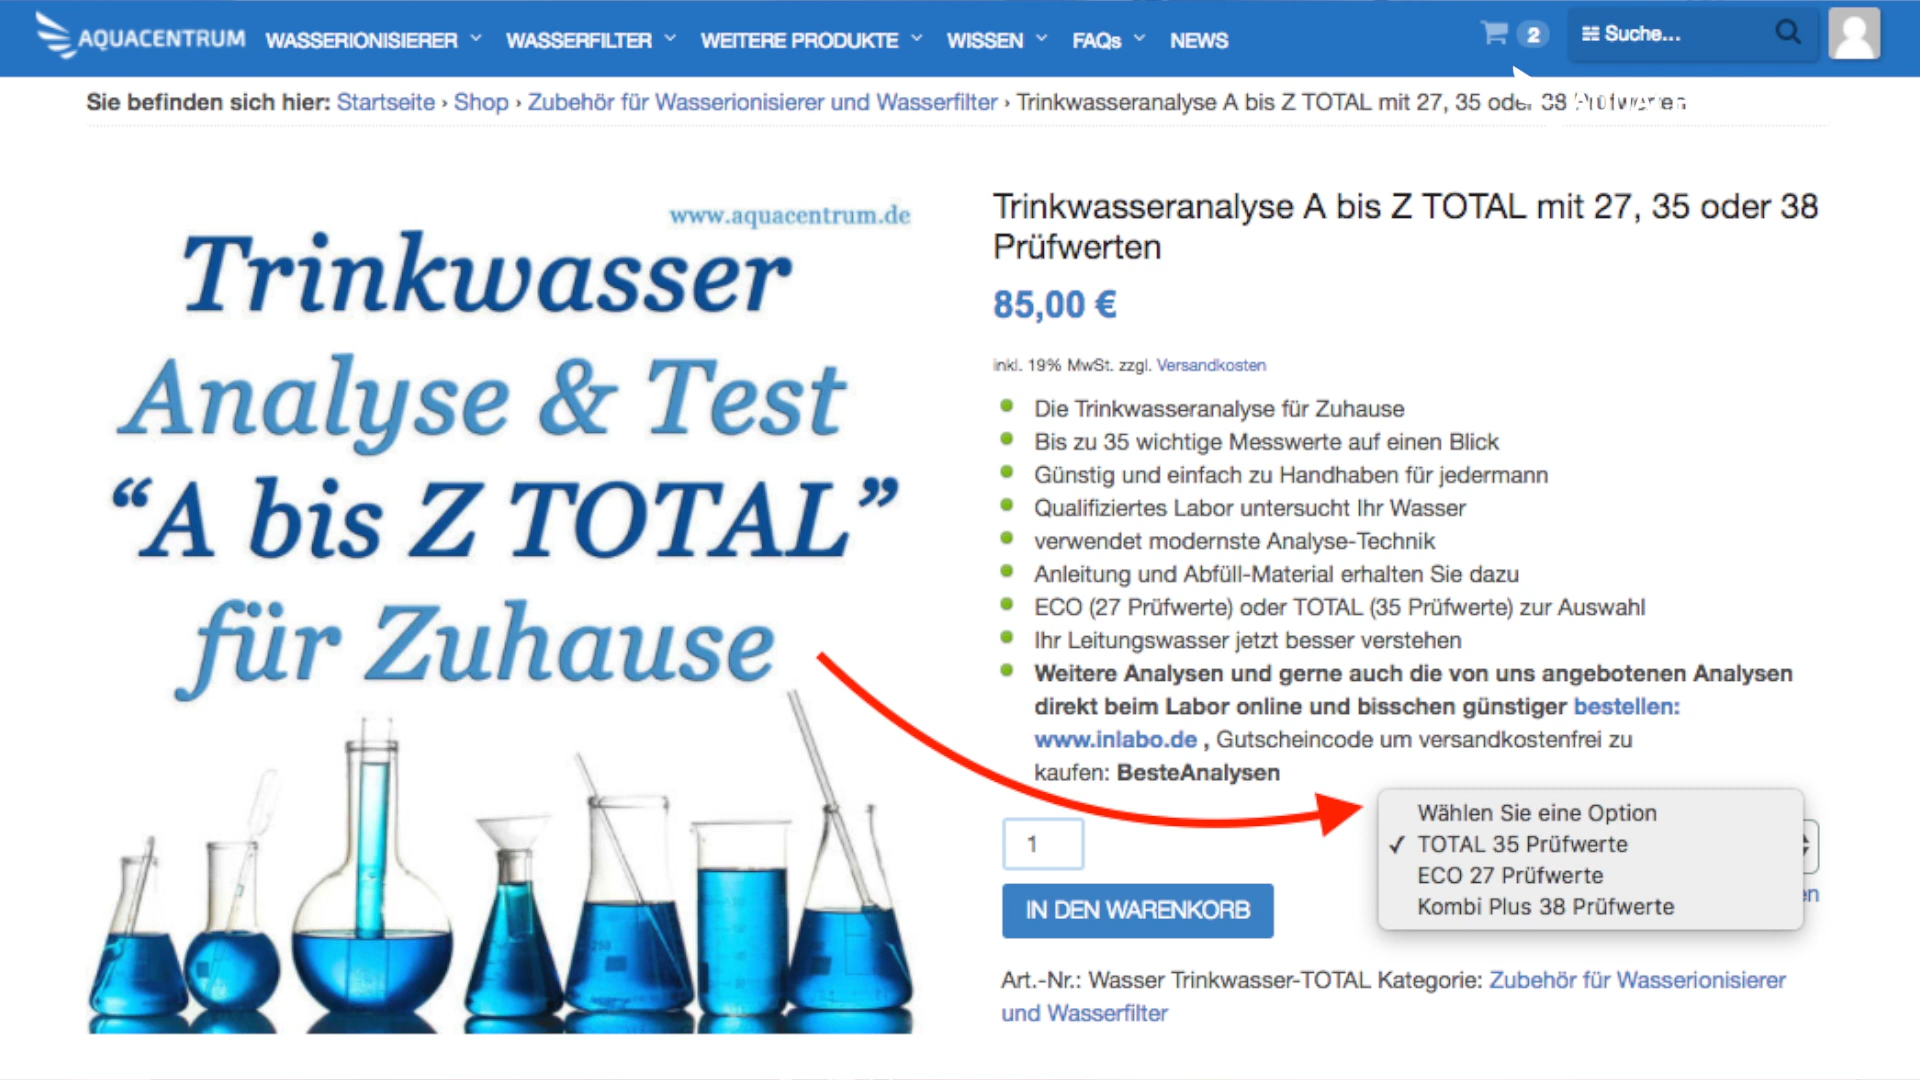 AQUACENTRUM WASSERIONISIERER WASSERFILTER WEITERE PRODUKTE WISSEN FAQs NEWS 2 Suche...
Sie befinden sich hier: Startseite › Shop › Zubehör für Wasserionisierer und Wasserfilter › Trinkwasseranalyse A bis Z TOTAL mit 27, 35 oder 38 Prüfwerten
www.aquacentrum.de
Trinkwasser
Analyse & Test
“A bis Z TOTAL”
für Zuhause
Trinkwasseranalyse A bis Z TOTAL mit 27, 35 oder 38
Prüfwerten
85,00 €
inkl. 19% MwSt. zzgl. Versandkosten
Die Trinkwasseranalyse für Zuhause
Bis zu 35 wichtige Messwerte auf einen Blick
Günstig und einfach zu Handhaben für jedermann
Qualifiziertes Labor untersucht Ihr Wasser
verwendet modernste Analyse-Technik
Anleitung und Abfüll-Material erhalten Sie dazu
ECO (27 Prüfwerte) oder TOTAL (35 Prüfwerte) zur Auswahl
Ihr Leitungswasser jetzt besser verstehen
Weitere Analysen und gerne auch die von uns angebotenen Analysen
direkt beim Labor online und bisschen günstiger bestellen:
www.inlabo.de , Gutscheincode um versandkostenfrei zu
kaufen: BesteAnalysen
Wählen Sie eine Option
✓ TOTAL 35 Prüfwerte
ECO 27 Prüfwerte
Kombi Plus 38 Prüfwerte
1
en
IN DEN WARENKORB
Art.-Nr.: Wasser Trinkwasser-TOTAL Kategorie: Zubehör für Wasserionisierer
und Wasserfilter